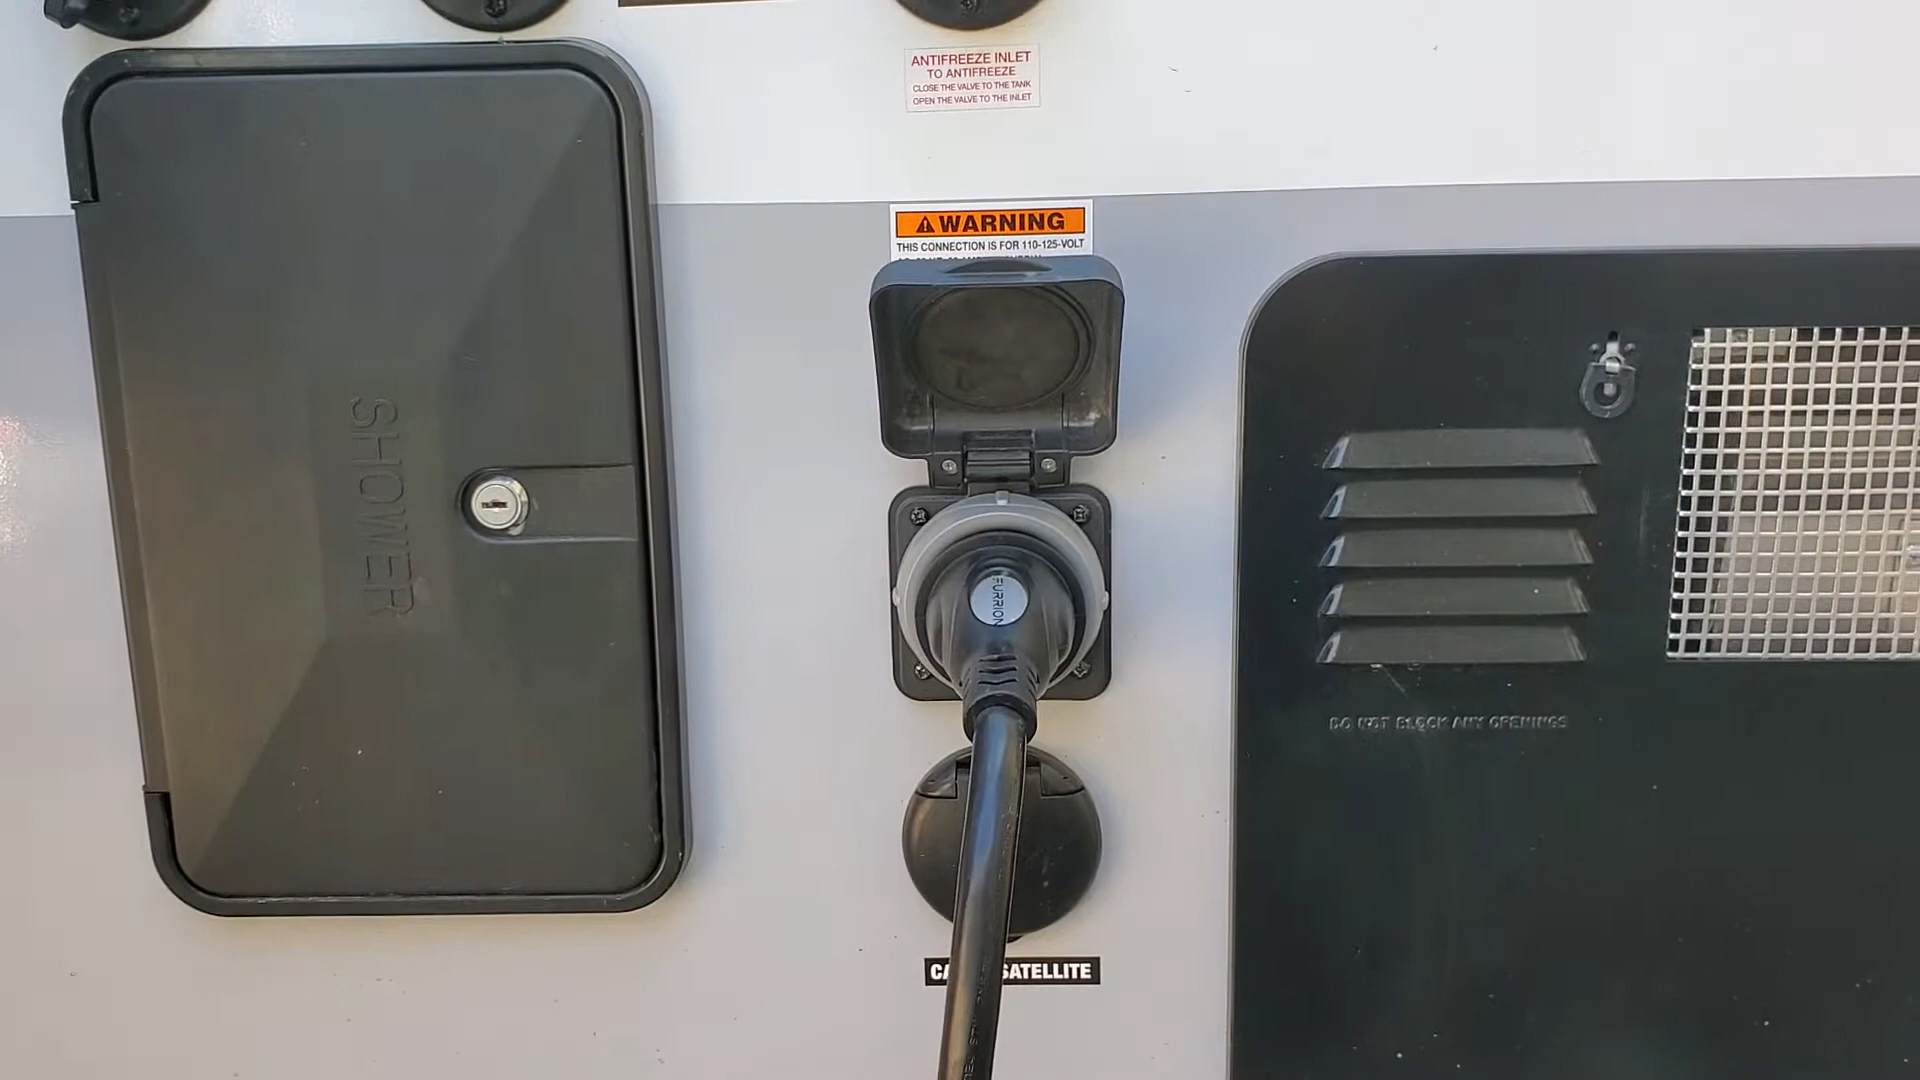 ANTIFREEZE INLET
TO ANTIFREEZE
CLOSE THE VALVE TO THE TANK
OPEN THE VALVE TO THE INLET
WARNING
THIS CONNECTION IS FOR 110-125-VOLT
SHOWER
FURRION
DO NOT BLOCK ANY OPENINGS
SATELLITE